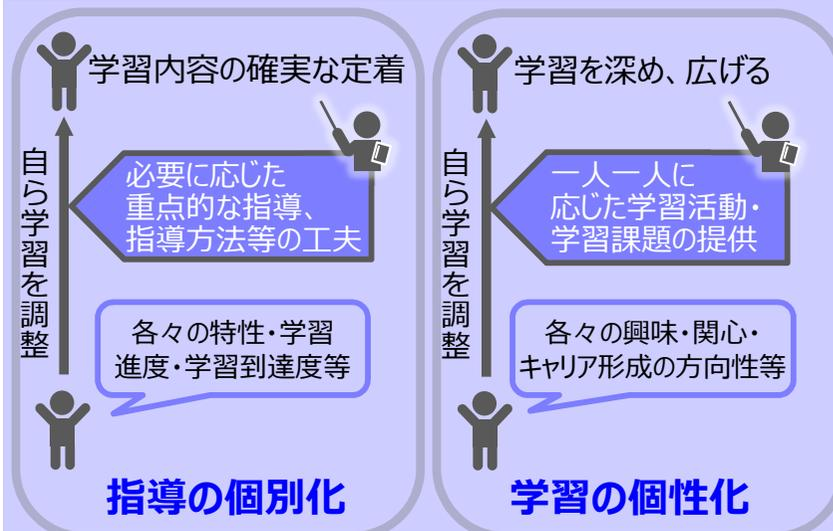 学習内容の確実な定着
自ら学習を調整
必要に応じた
重点的な指導、
指導方法等の工夫
各々の特性・学習
進度・学習到達度等
指導の個別化
学習を深め、広げる
自ら学習を調整
一人一人に
応じた学習活動・
学習課題の提供
各々の興味・関心・
キャリア形成の方向性等
学習の個性化